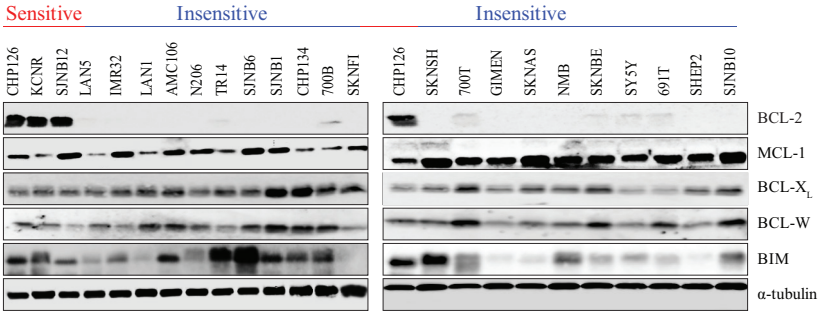 Sensitive Insensitive Insensitive
CHP126 KCNR SJNB12 LAN5 IMR32 LAN1 AMC106 N206 TR14 SJNB6 SJNB1 CHP134 700B SKNFI CHP126 SKNSH 700T GIMEN SKNAS NMB SKNBE SY5Y 691T SHEP2 SJNB10
BCL-2
MCL-1
BCL-XL
BCL-W
BIM
α-tubulin